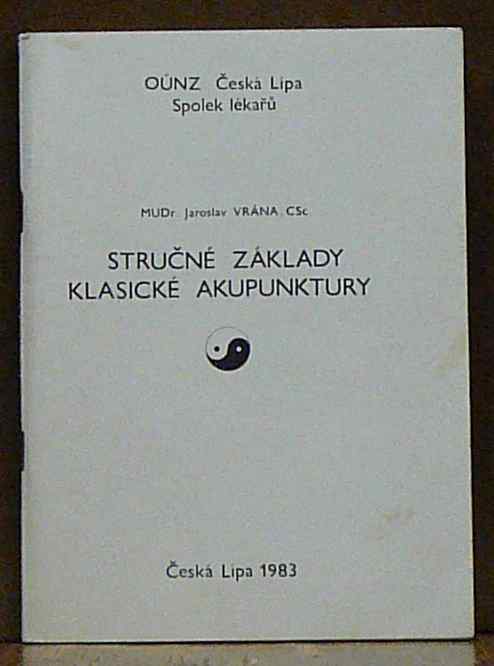 OÚNZ Česká Lípa
Spolek lékařů
MUDr. Jaroslav VRÁNA, CSc.
STRUČNÉ ZÁKLADY
KLASICKÉ AKUPUNKTURY
Česká Lípa 1983